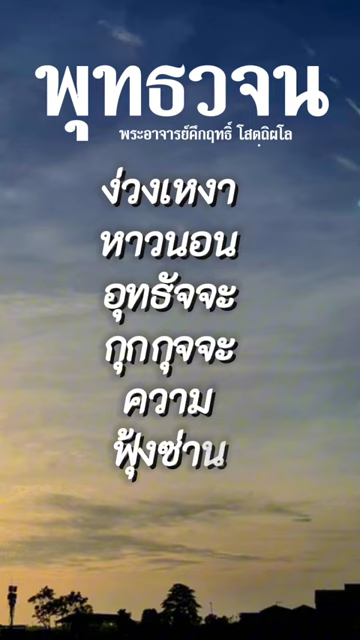 พุทธวจน
พระอาจารย์คึกฤทธิ์ โสตฺถิผโล
ง่วงเหงา
หาวนอน
อุทธัจจะ
กุกกุจจะ
ความ
ฟุ้งซ่าน